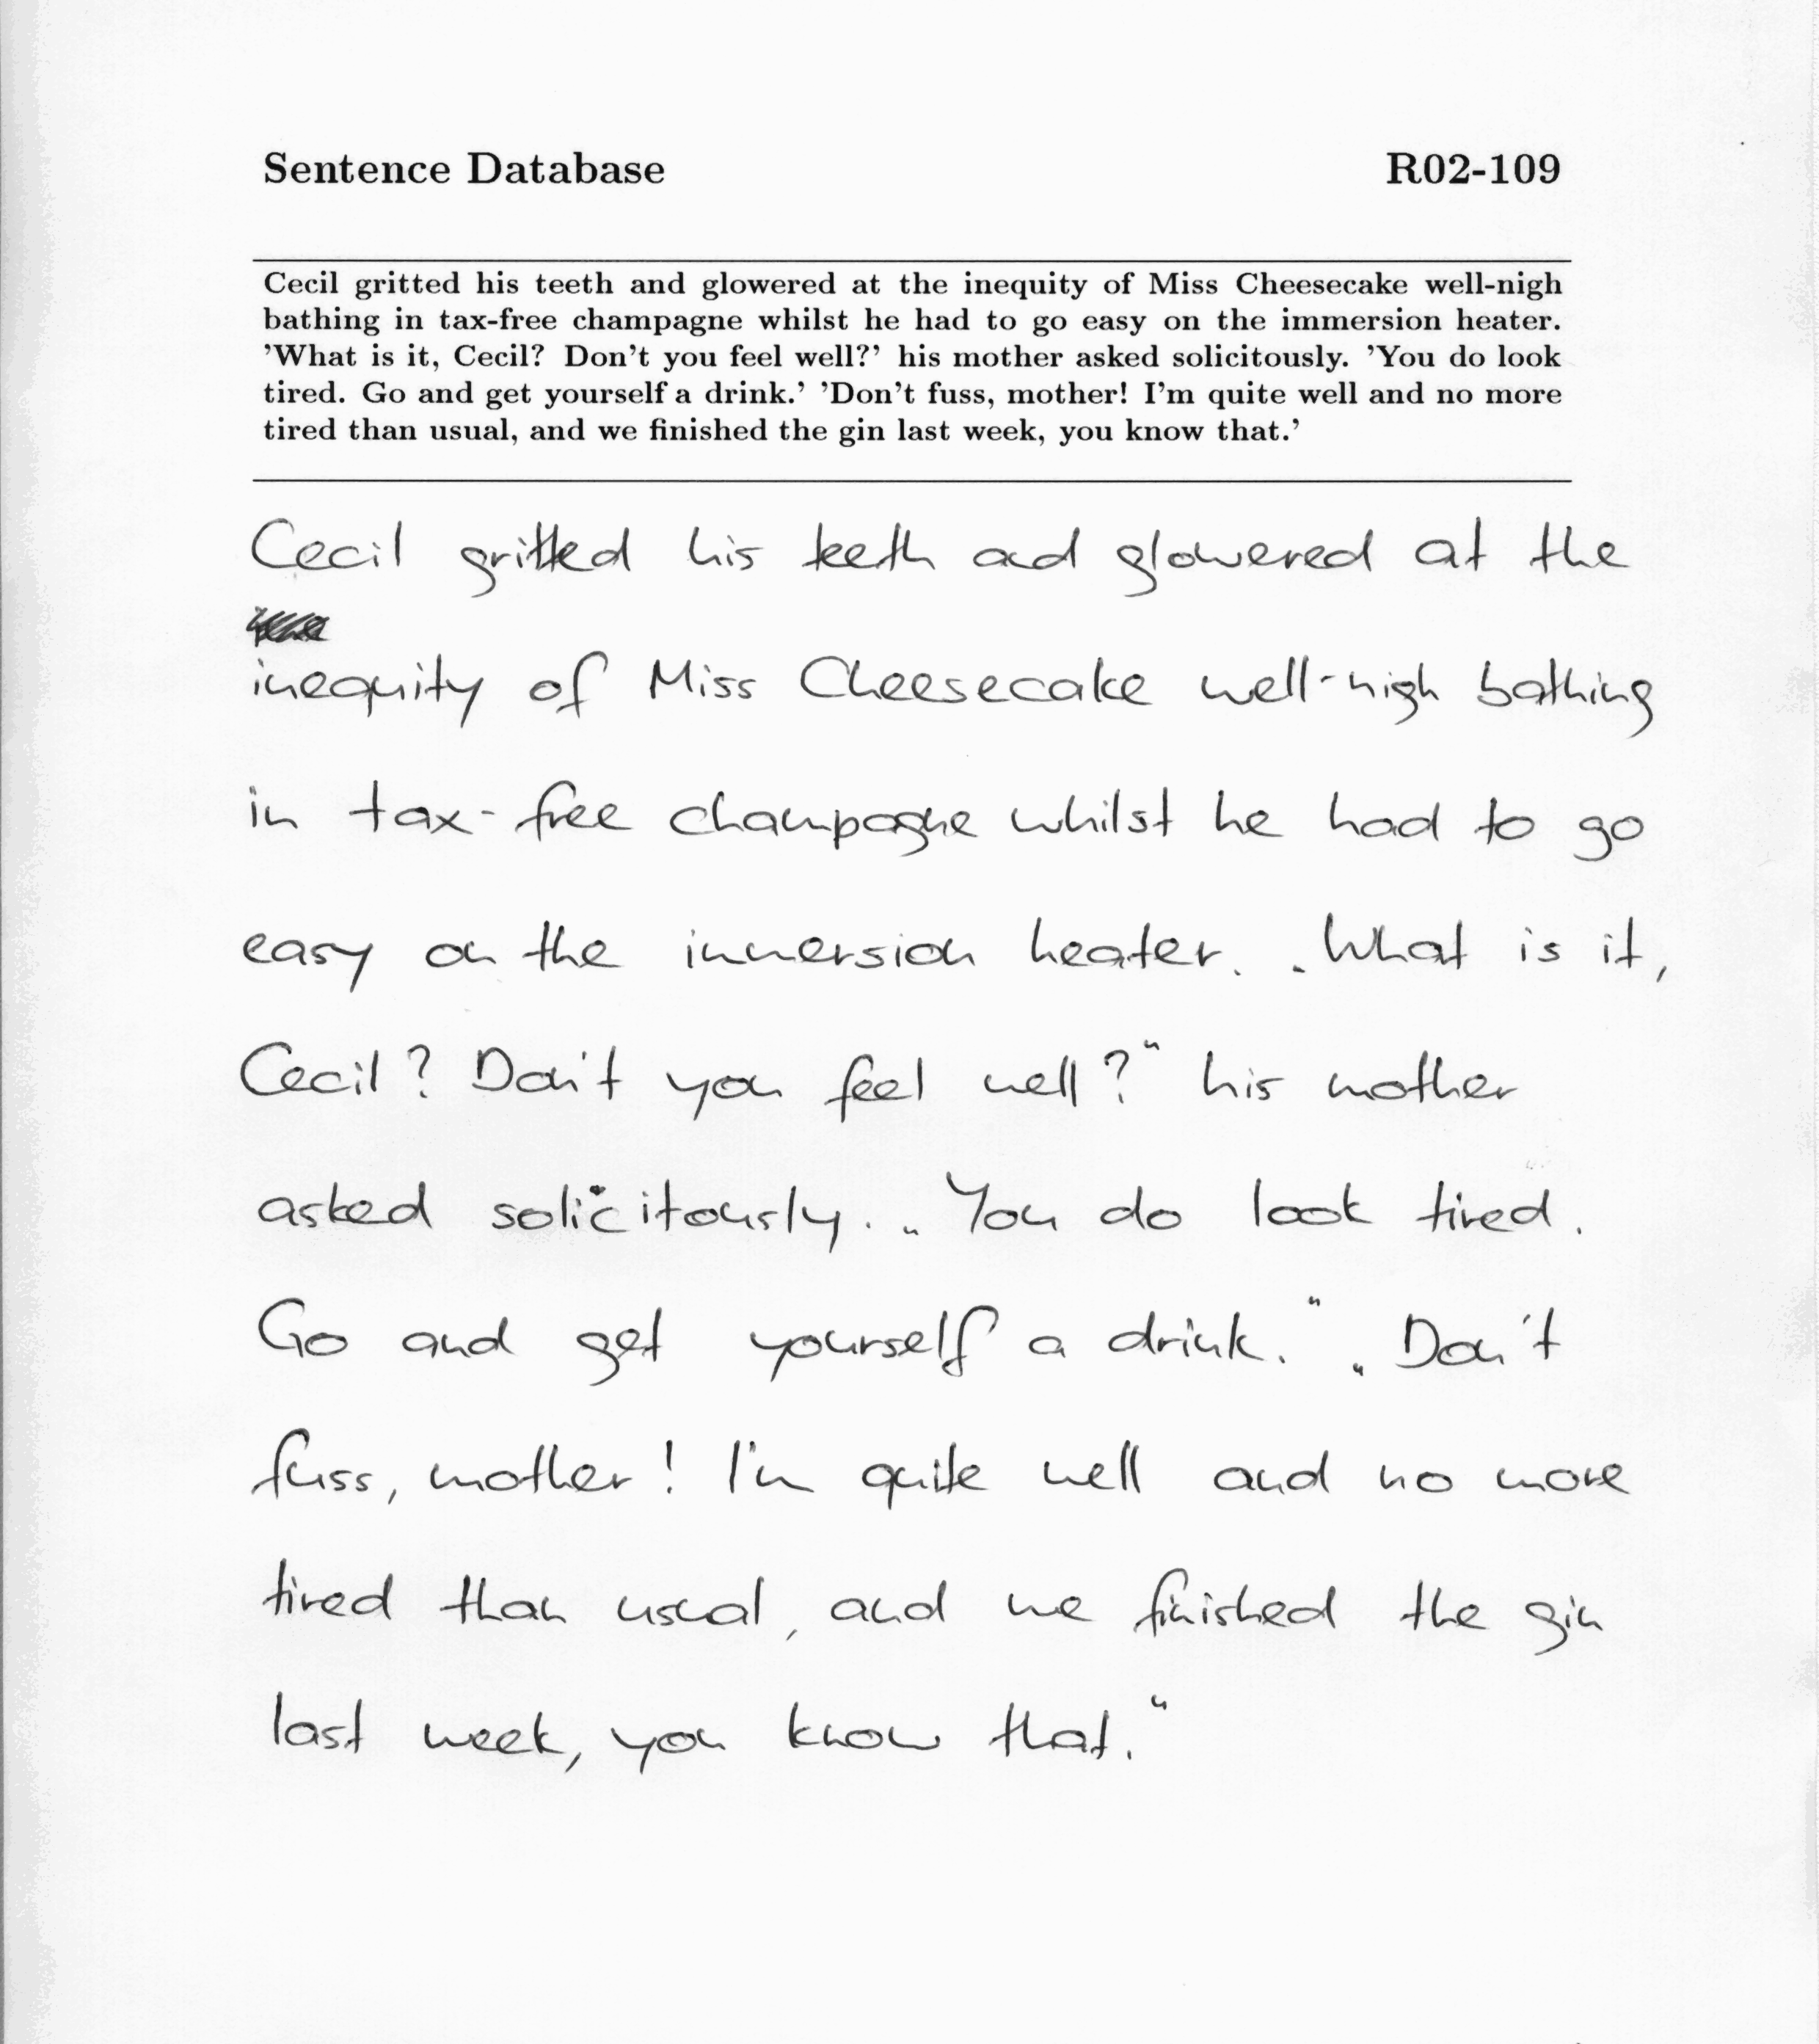 Sentence Database R02-109
Cecil gritted his teeth and glowered at the inequity of Miss Cheesecake well-nigh
bathing in tax-free champagne whilst he had to go easy on the immersion heater.
'What is it, Cecil? Don't you feel well?' his mother asked solicitously. 'You do look
tired. Go and get yourself a drink.' 'Don't fuss, mother! I'm quite well and no more
tired than usual, and we finished the gin last week, you know that.'
Cecil gritted his teeth and glowered at the
inequity of Miss Cheesecake well-nigh bathing
in tax-free champagne whilst he had to go
easy on the immersion heater. „What is it,
Cecil? Don't you feel well?" his mother
asked solicitously. „You do look tired.
Go and get yourself a drink." „Don't
fuss, mother! I'm quite well and no more
tired than usual, and we finished the gin
last week, you know that."